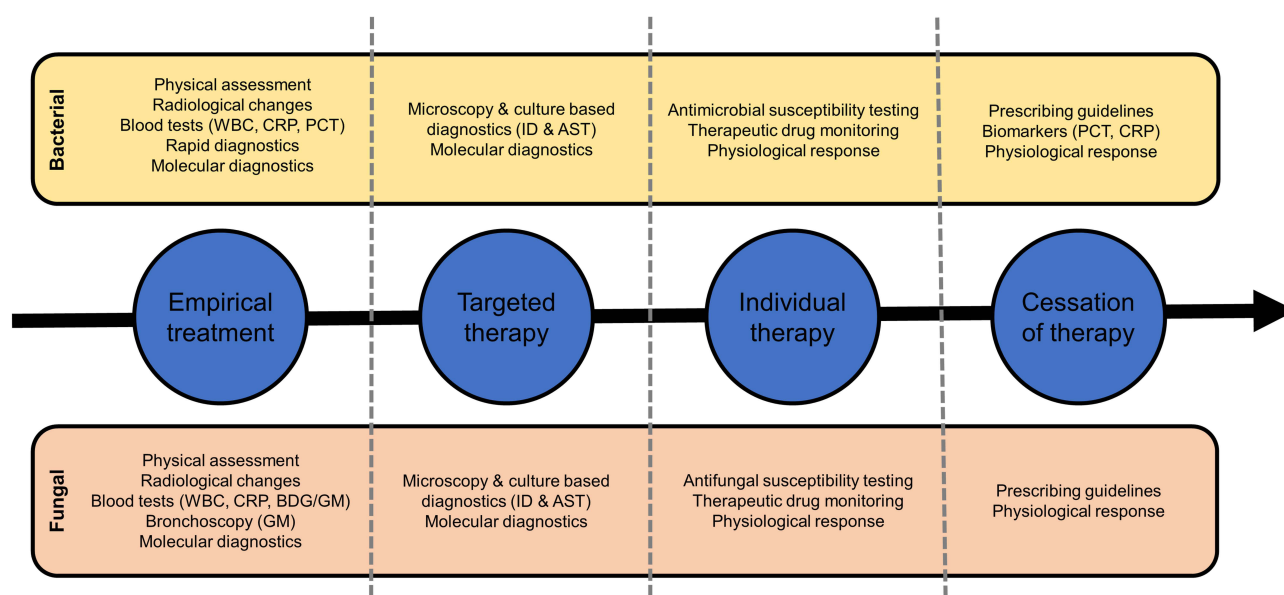 Bacterial
Physical assessment
Radiological changes
Blood tests (WBC, CRP, PCT)
Rapid diagnostics
Molecular diagnostics
Microscopy & culture based
diagnostics (ID & AST)
Molecular diagnostics
Antimicrobial susceptibility testing
Therapeutic drug monitoring
Physiological response
Prescribing guidelines
Biomarkers (PCT, CRP)
Physiological response
Empirical
treatment
Targeted
therapy
Individual
therapy
Cessation
of therapy
Fungal
Physical assessment
Radiological changes
Blood tests (WBC, CRP, BDG/GM)
Bronchoscopy (GM)
Molecular diagnostics
Microscopy & culture based
diagnostics (ID & AST)
Molecular diagnostics
Antifungal susceptibility testing
Therapeutic drug monitoring
Physiological response
Prescribing guidelines
Physiological response